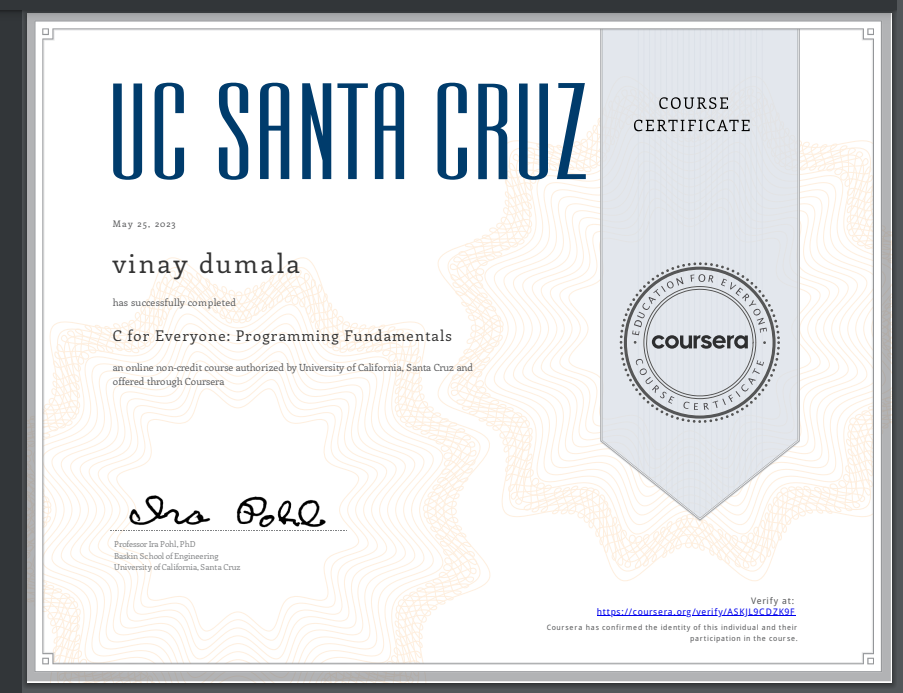 UC SANTA CRUZ
COURSE
CERTIFICATE
May 25, 2023
vinay dumala
has successfully completed
C for Everyone: Programming Fundamentals
an online non-credit course authorized by University of California, Santa Cruz and
offered through Coursera
EDUCATION FOR EVERYONE
coursera
COURSE CERTIFICATE
Ira Pohl
Professor Ira Pohl, PhD
Baskin School of Engineering
University of California, Santa Cruz
Verify at:
https://coursera.org/verify/ASKJL9CDZK9F
Coursera has confirmed the identity of this individual and their
participation in the course.